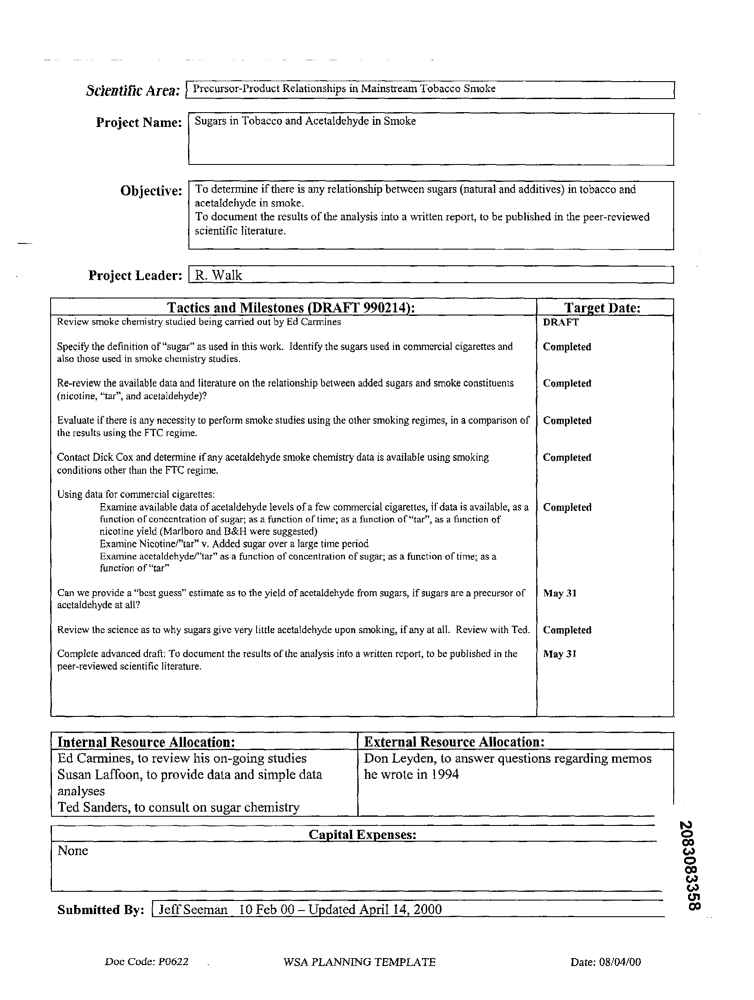 Scientific Area: Precursor-Product Relationships in Mainstream Tobacco Smoke
Project Name: Sugars in Tobacco and Acetaldehyde in Smoke
Objective: To determine if there is any relationship between sugars (natural and additives) in tobacco and
acetaldehyde in smoke.
To document the results of the analysis into a written report, to be published in the peer-reviewed
scientific literature.
Project Leader: R. Walk
Tactics and Milestones (DRAFT 990214): Target Date:
Review smoke chemistry studied being carried out by Ed Carmines DRAFT
Specify the definition of "sugar" as used in this work. Identify the sugars used in commercial cigarettes and Completed
also those used in smoke chemistry studies.
Re-review the available data and literature on the relationship between added sugars and smoke constituents Completed
(nicotine, "tar", and acetaldehyde)?
Evaluate if there is any necessity to perform smoke studies using the other smoking regimes, in a comparison of Completed
the results using the FTC regime.
Contact Dick Cox and determine if any acetaldehyde smoke chemistry data is available using smoking Completed
conditions other than the FTC regime.
Using data for commercial cigarettes:
Examine available data of acetaldehyde levels of a few commercial cigarettes, if data is available, as a Completed
function of concentration of sugar; as a function of time; as a function of "tar", as a function of
nicotine yield (Marlboro and B&H were suggested)
Examine Nicotine/"tar" v. Added sugar over a large time period
Examine acetaldehyde/"tar" as a function of concentration of sugar; as a function of time; as a
function of "tar"
Can we provide a "best guess" estimate as to the yield of acetaldehyde from sugars, if sugars are a precursor of May 31
acetaldehyde at all?
Review the science as to why sugars give very little acetaldehyde upon smoking, if any at all. Review with Ted. Completed
Complete advanced draft: To document the results of the analysis into a written report, to be published in the May 31
peer-reviewed scientific literature.
Internal Resource Allocation: External Resource Allocation:
Ed Carmines, to review his on-going studies Don Leyden, to answer questions regarding memos
Susan Laffoon, to provide data and simple data he wrote in 1994
analyses
Ted Sanders, to consult on sugar chemistry
Capital Expenses:
None
2083083358
Submitted By: Jeff Seeman 10 Feb 00 – Updated April 14, 2000
Doc Code: P0622 WSA PLANNING TEMPLATE Date: 08/04/00